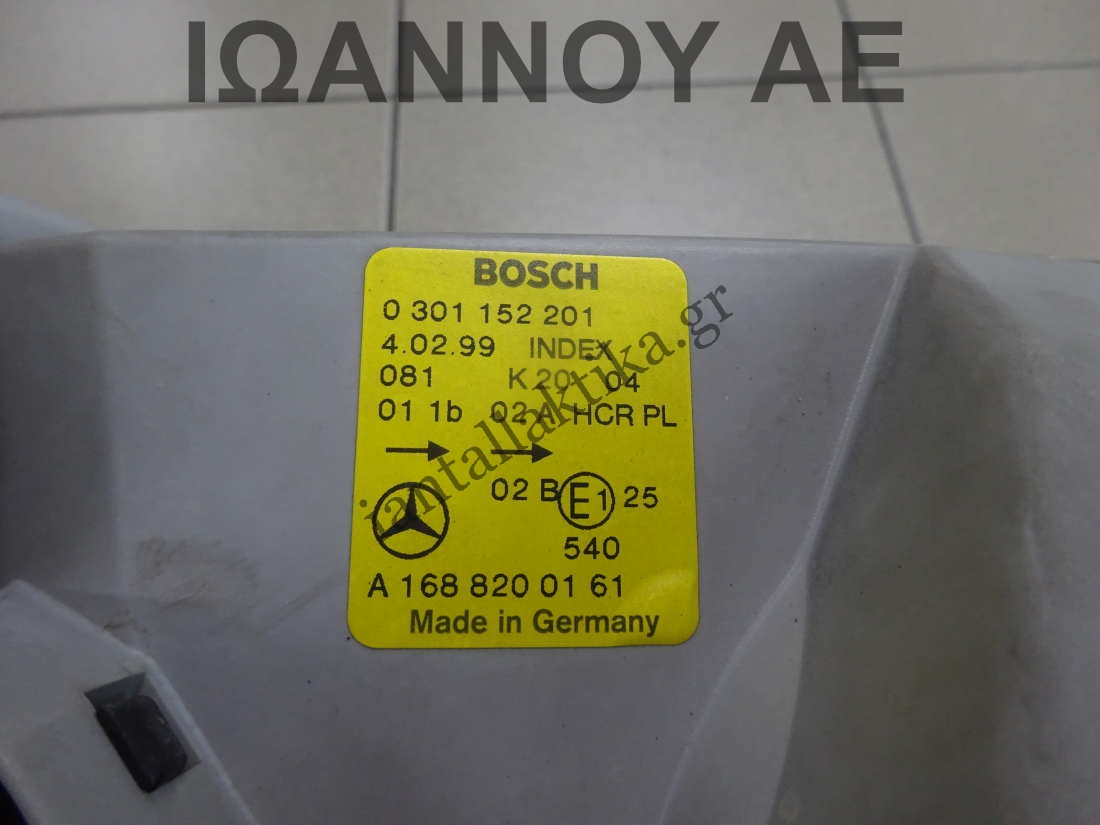 ΙΩΑΝΝΟΥ ΑΕ
BOSCH
0 301 152 201
4.02.99 INDEX
081 K 20 04
01 1b 02 A HCR PL
02 B E1 25
540
A 168 820 01 61
Made in Germany
iantallaktika.gr